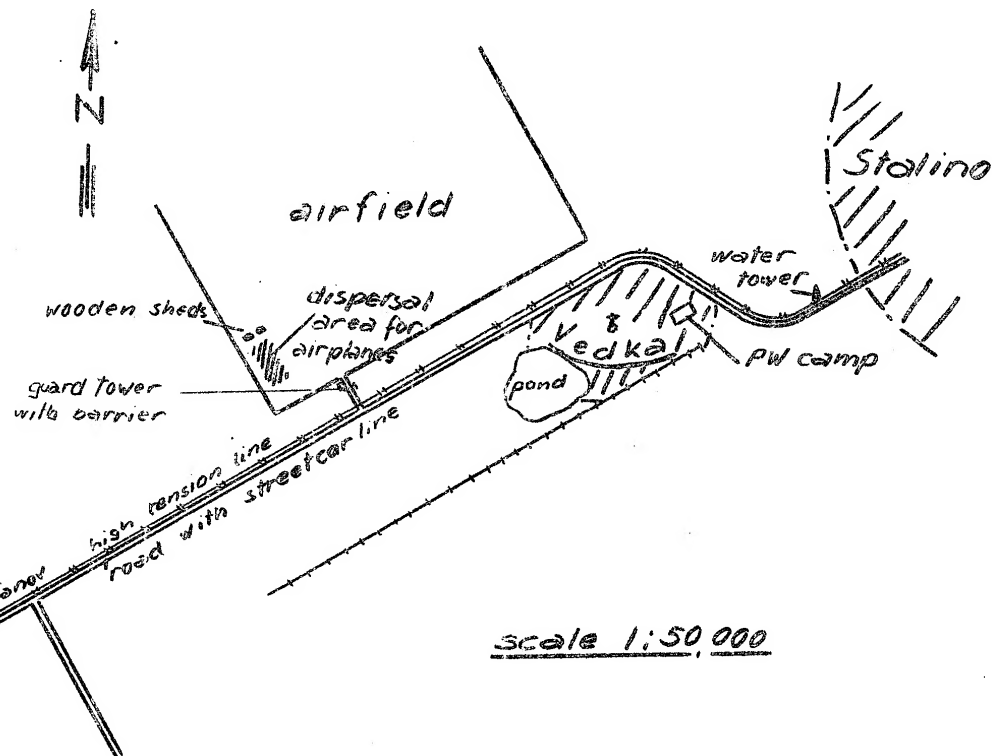 N
Stalino
airfield
water
tower
wooden sheds
dispersal
area for
airplanes
Vedkal
PW camp
guard tower
with barrier
pond
high tension line
road with streetcar line
scale 1:50,000